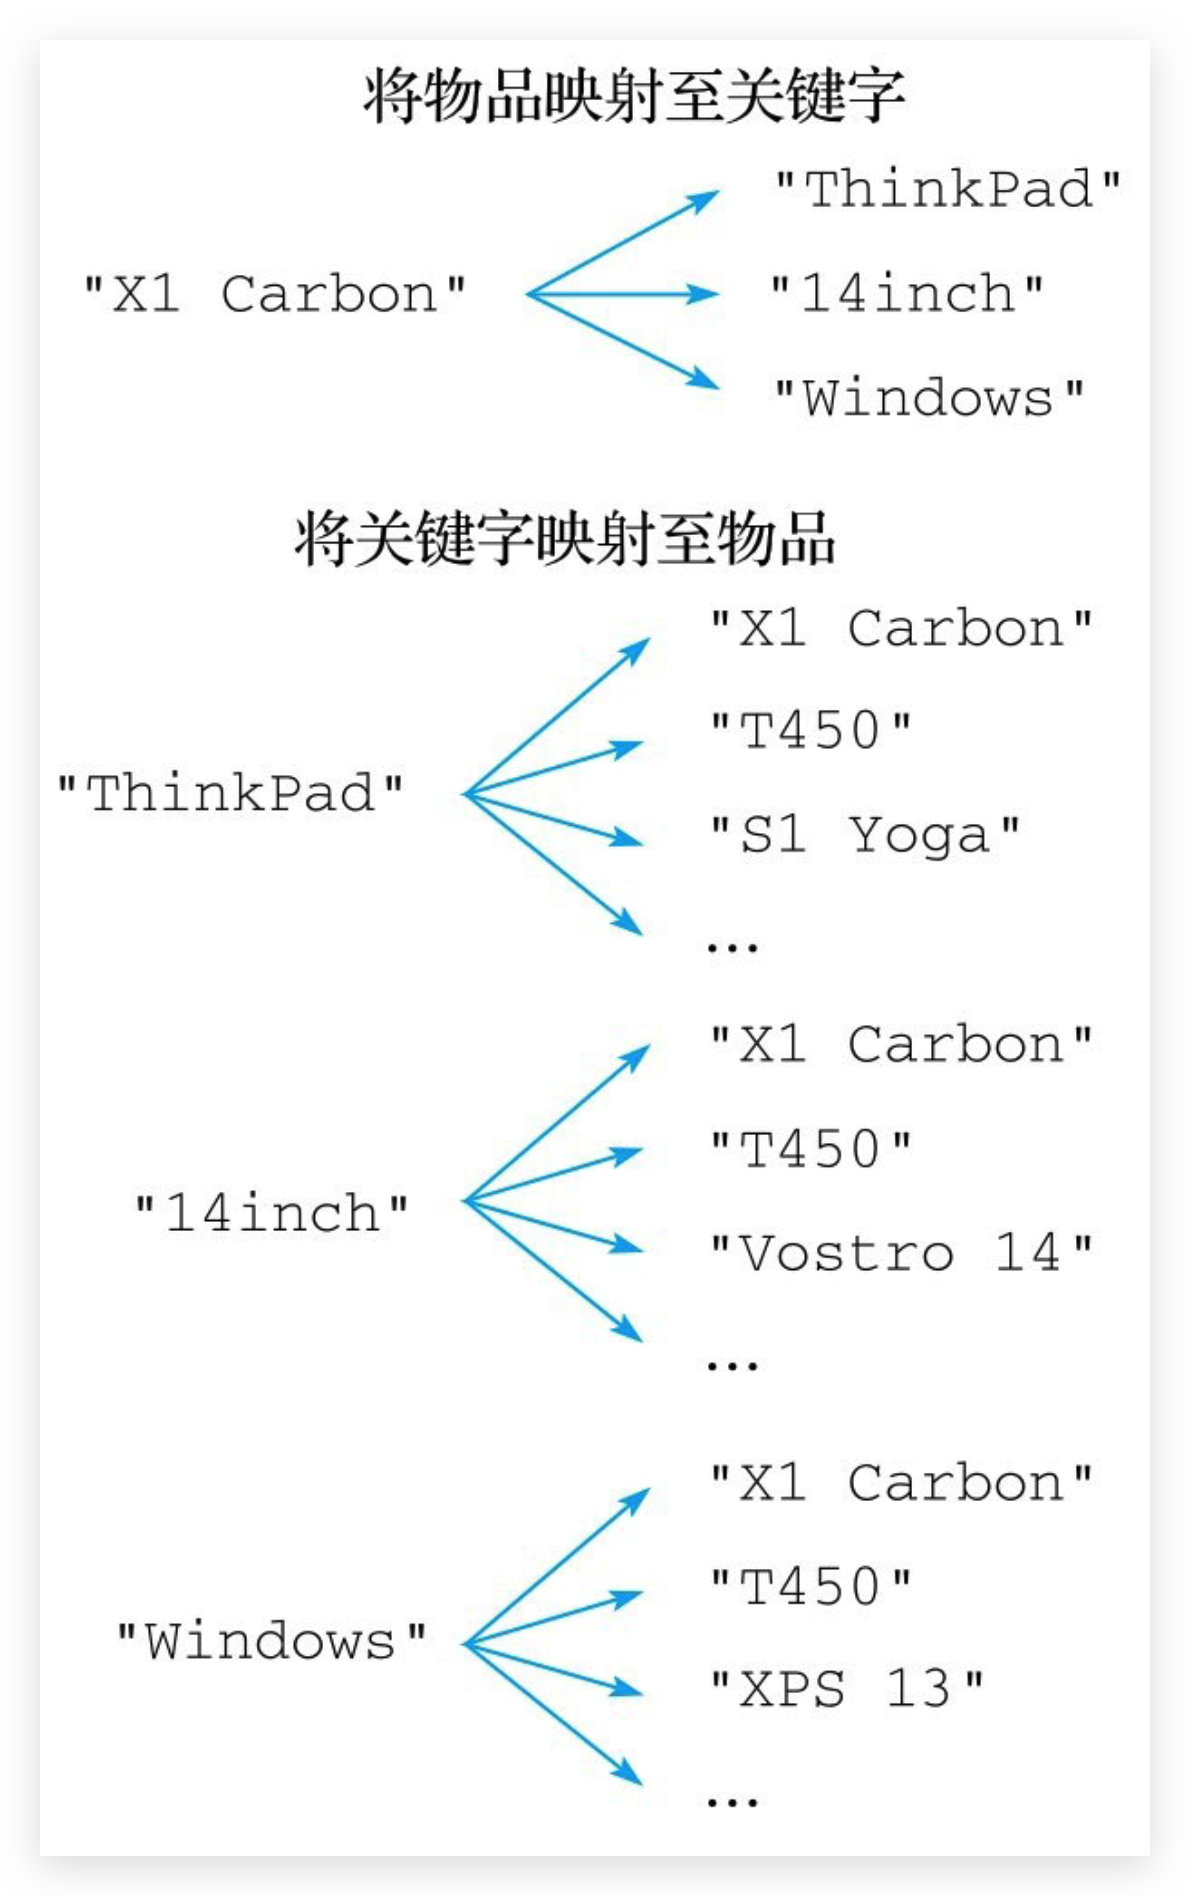 将物品映射至关键字
"ThinkPad"
"X1 Carbon"
"14inch"
"Windows"
将关键字映射至物品
"X1 Carbon"
"T450"
"ThinkPad"
"S1 Yoga"
...
"X1 Carbon"
"T450"
"14inch"
"Vostro 14"
...
"X1 Carbon"
"T450"
"Windows"
"XPS 13"
...